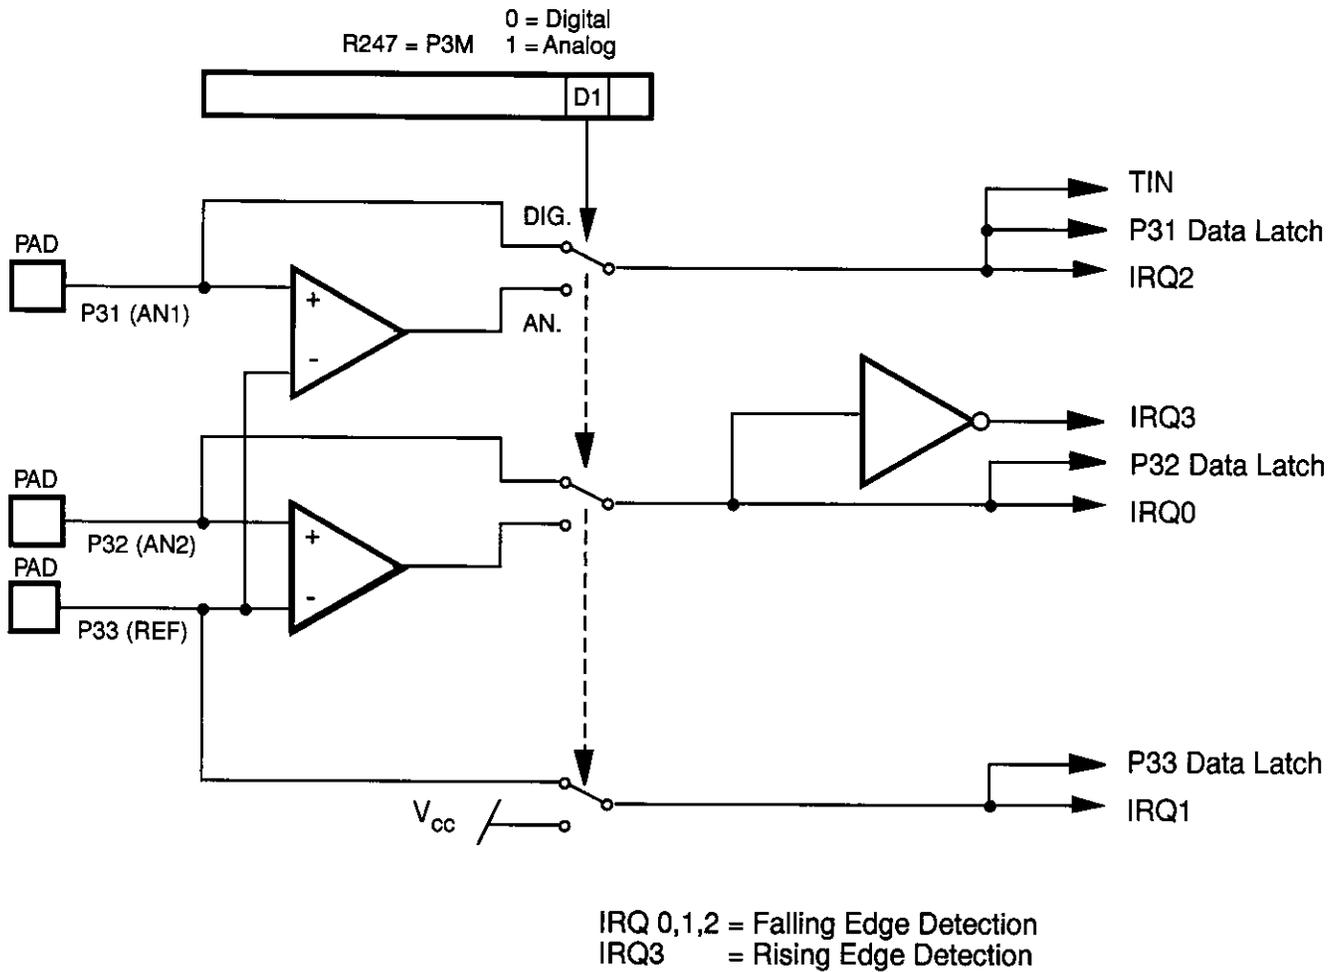 0 = Digital
R247 = P3M 1 = Analog
D1
TIN
DIG.
P31 Data Latch
PAD
IRQ2
+
P31 (AN1)
AN.
-
IRQ3
P32 Data Latch
PAD
IRQ0
+
P32 (AN2)
PAD
-
P33 (REF)
P33 Data Latch
VCC
IRQ1
IRQ 0,1,2 = Falling Edge Detection
IRQ3 = Rising Edge Detection